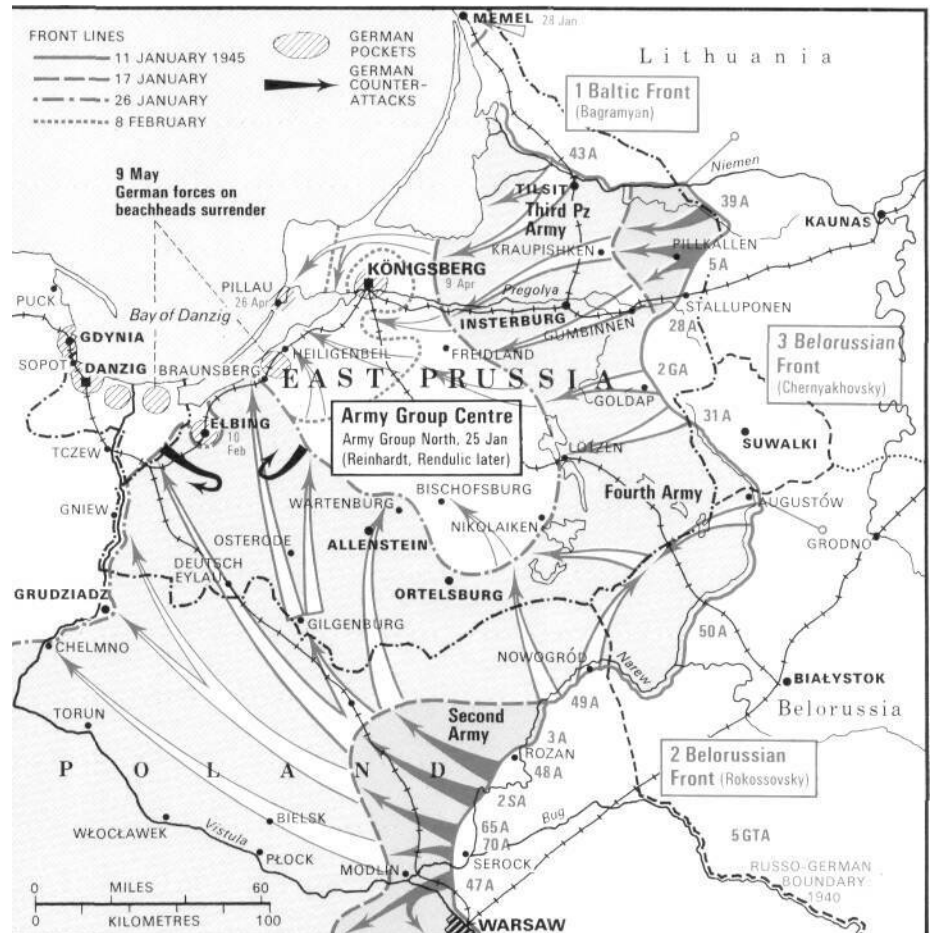 MEMEL 28 Jan
Lithuania
FRONT LINES
11 JANUARY 1945
17 JANUARY
26 JANUARY
8 FEBRUARY
GERMAN
POCKETS
GERMAN
COUNTER-
ATTACKS
1 Baltic Front
(Bagramyan)
43 A
Niemen
9 May
German forces on
beachheads surrender
TILSIT
39 A
Third Pz
Army
KAUNAS
KRAUPISHKEN
PILLKALLEN
5 A
KÖNIGSBERG
9 Apr
PILLAU
26 Apr
Pregolya
PUCK
Bay of Danzig
INSTERBURG
GUMBINNEN
STALLUPONEN
28 A
GDYNIA
SOPOT
DANZIG
BRAUNSBERG
HEILIGENBEIL
FREIDLAND
3 Belorussian
Front
(Chernyakhovsky)
EAST PRUSSIA
2 GA
GOLDAP
ELBING
10
Feb
Army Group Centre
Army Group North, 25 Jan
(Reinhardt, Rendulic later)
31 A
SUWALKI
TCZEW
LÖTZEN
Fourth Army
AUGUSTÓW
GNIEW
WARTENBURG
BISCHOFSBURG
NIKOLAIKEN
OSTERODE
ALLENSTEIN
GRODNO
DEUTSCH
EYLAU
ORTELSBURG
GRUDZIADZ
GILGENBURG
50 A
CHELMNO
NOWOGRÓD
Narew
BIAŁYSTOK
49 A
Belorussia
TORUN
Second
Army
3 A
ROZAN
48 A
2 Belorussian
Front (Rokossovsky)
POLAND
2 SA
Bug
WŁOCŁAWEK
Vistula
BIELSK
65 A
70 A
5 GTA
PŁOCK
MODLIN
SEROCK
47 A
RUSSO-GERMAN
BOUNDARY
1940
0 MILES 60
0 KILOMETRES 100
WARSAW